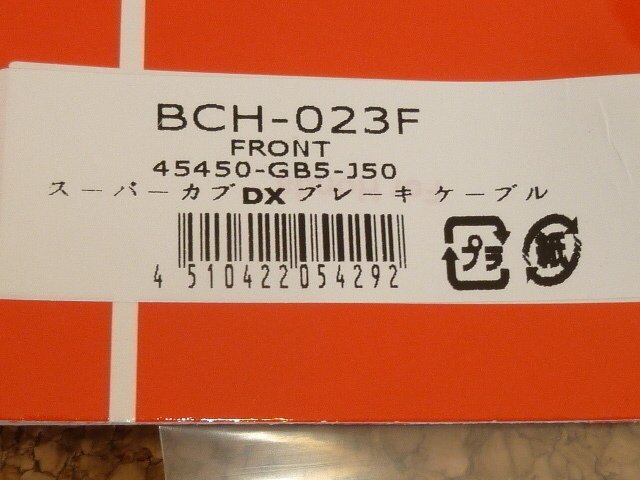 BCH-023F
FRONT
45450-GB5-J50
スーパーカブDX ブレーキケーブル
4 510422 054292
プラ
紙